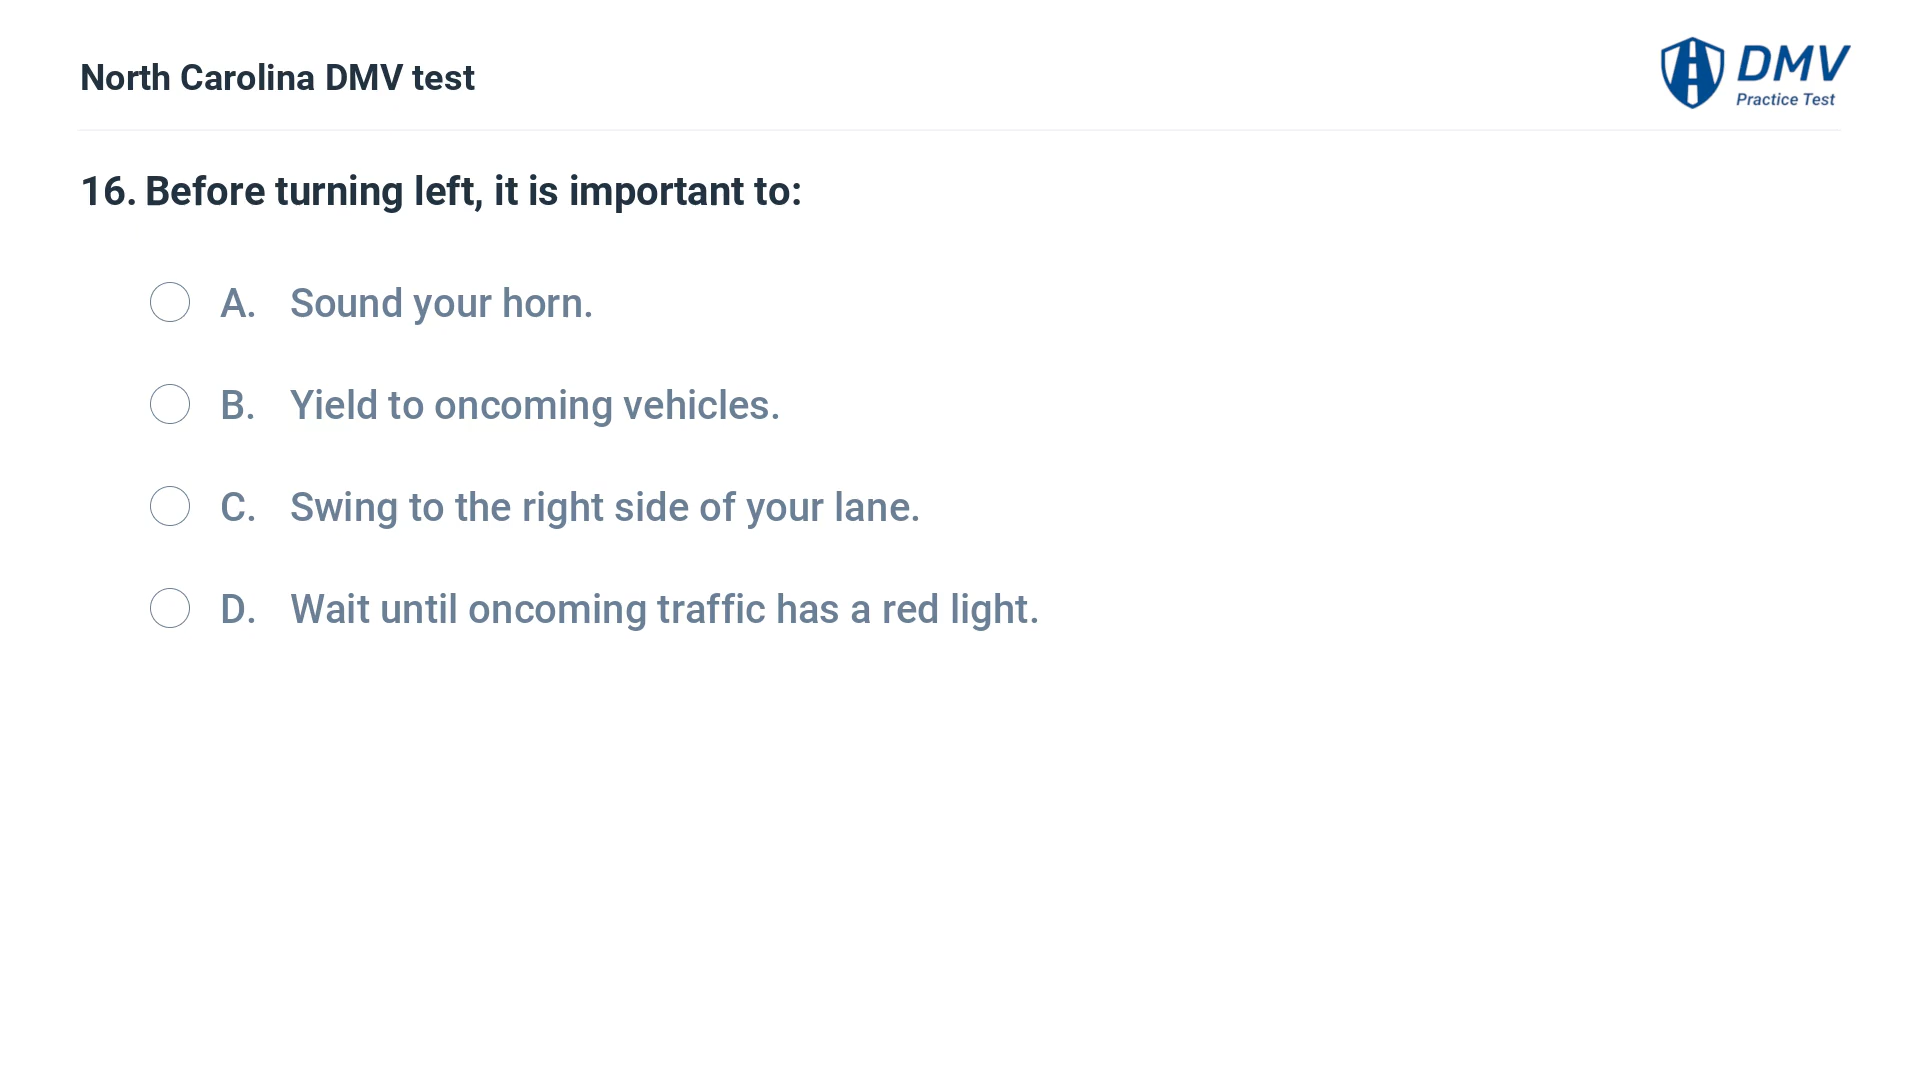 North Carolina DMV test
DMV
Practice Test
16. Before turning left, it is important to:
A. Sound your horn.
B. Yield to oncoming vehicles.
C. Swing to the right side of your lane.
D. Wait until oncoming traffic has a red light.